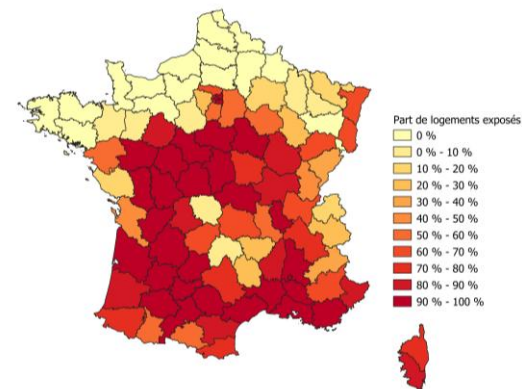 Part de logements exposés
0 %
0 % - 10 %
10 % - 20 %
20 % - 30 %
30 % - 40 %
40 % - 50 %
50 % - 60 %
60 % - 70 %
70 % - 80 %
80 % - 90 %
90 % - 100 %